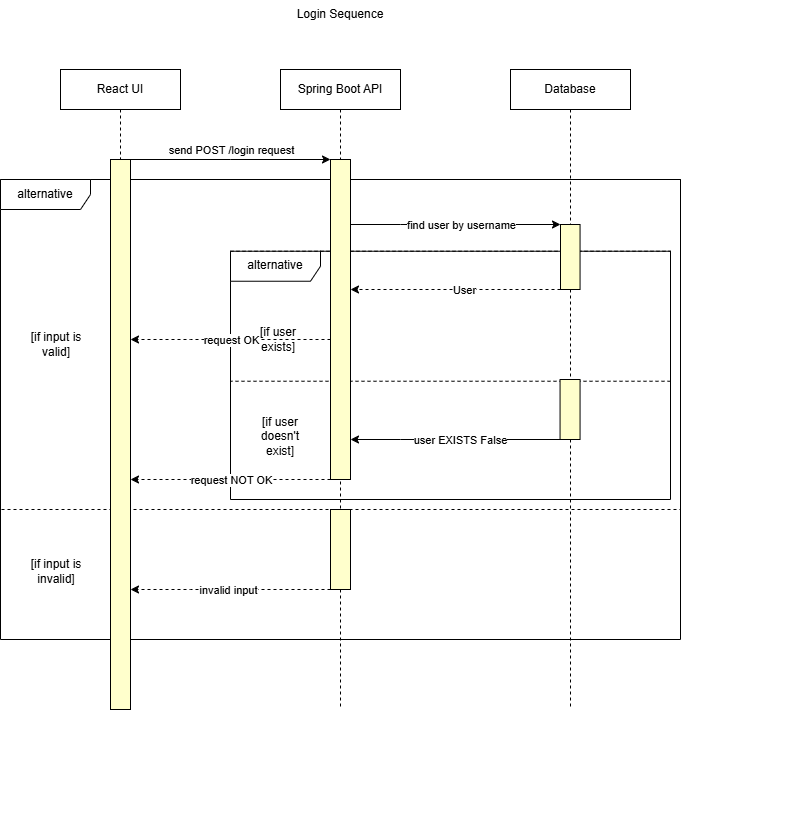 Login Sequence
React UI
Spring Boot API
Database
send POST /login request
alternative
find user by username
alternative
User
[if input is
valid]
[if user
exists]
request OK
[if user
doesn't
exist]
user EXISTS False
request NOT OK
[if input is
invalid]
invalid input